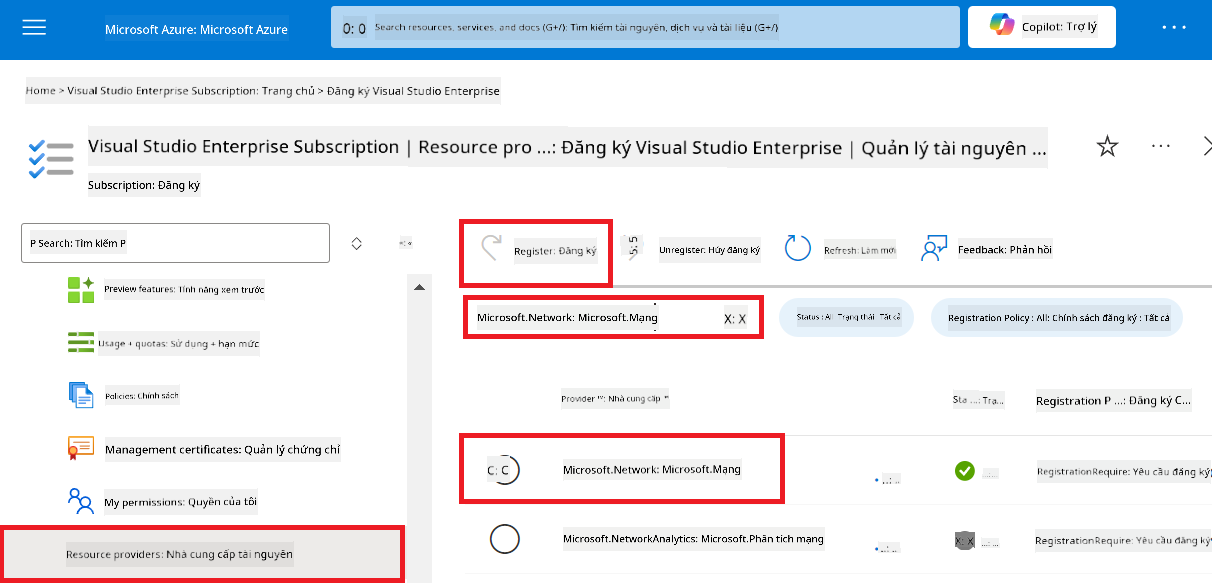 Microsoft Azure: Microsoft Azure
0: 0 Search resources, services, and docs (G+/): Tìm kiếm tài nguyên, dịch vụ và tài liệu (G+/)
Copilot: Trợ lý
Home > Visual Studio Enterprise Subscription: Trang chủ > Đăng ký Visual Studio Enterprise
Visual Studio Enterprise Subscription | Resource pro ...: Đăng ký Visual Studio Enterprise | Quản lý tài nguyên ...
Subscription: Đăng ký
P Search: Tìm kiếm P
Register: Đăng ký
5: 5
Unregister: Hủy đăng ký
Refresh: Làm mới
Feedback: Phản hồi
Preview features: Tính năng xem trước
Microsoft.Network: Microsoft.Mạng X: X
Status : All: Trạng thái : Tất cả
Registration Policy : All: Chính sách đăng ký : Tất cả
Usage + quotas: Sử dụng + hạn mức
Policies: Chính sách
Provider ↑↓: Nhà cung cấp
Sta ...: Trạ...
Registration P ...: Đăng ký C...
Management certificates: Quản lý chứng chỉ
C: C Microsoft.Network: Microsoft.Mạng
RegistrationRequire: Yêu cầu đăng ký
My permissions: Quyền của tôi
Microsoft.NetworkAnalytics: Microsoft.Phân tích mạng
X: X
RegistrationRequire: Yêu cầu đăng ký
Resource providers: Nhà cung cấp tài nguyên